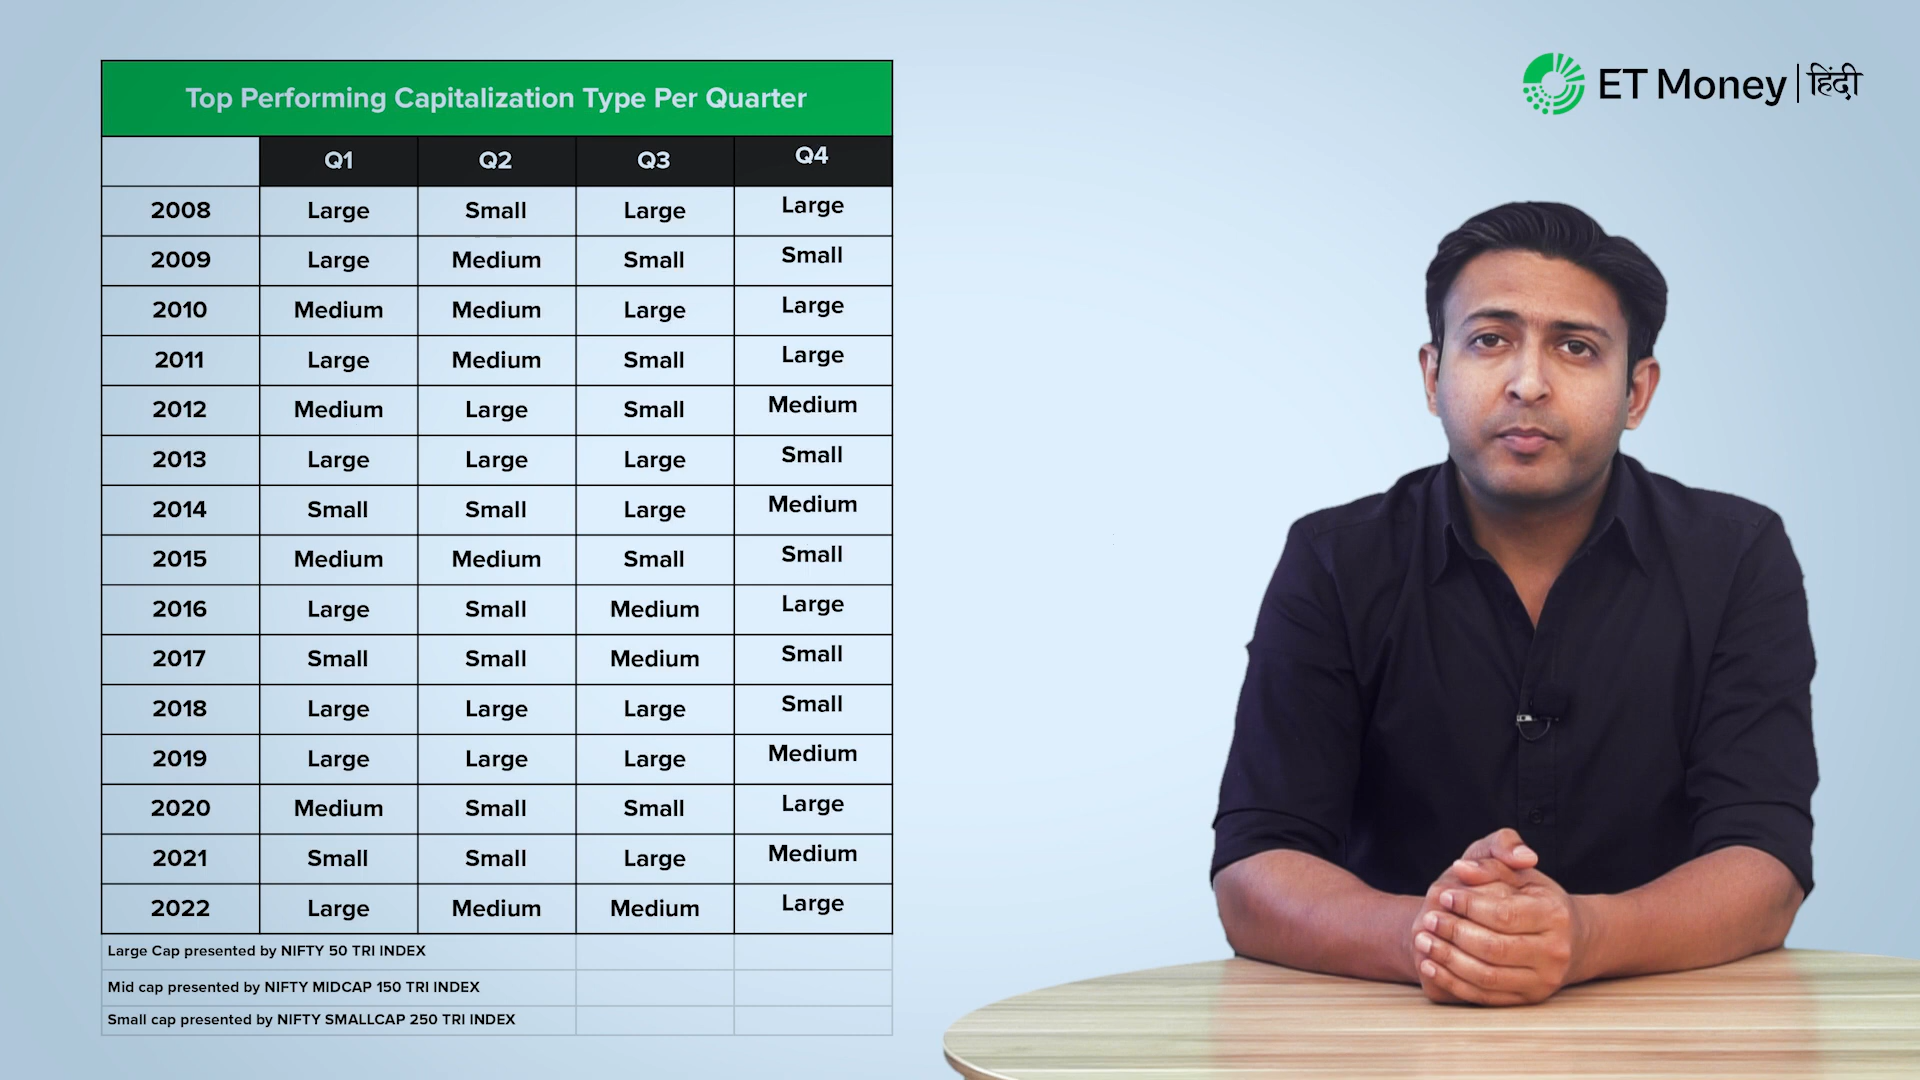 ET Money | हिंदी
Top Performing Capitalization Type Per Quarter
Q1 Q2 Q3 Q4
2008 Large Small Large Large
2009 Large Medium Small Small
2010 Medium Medium Large Large
2011 Large Medium Small Large
2012 Medium Large Small Medium
2013 Large Large Large Small
2014 Small Small Large Medium
2015 Medium Medium Small Small
2016 Large Small Medium Large
2017 Small Small Medium Small
2018 Large Large Large Small
2019 Large Large Large Medium
2020 Medium Small Small Large
2021 Small Small Large Medium
2022 Large Medium Medium Large
Large Cap presented by NIFTY 50 TRI INDEX
Mid cap presented by NIFTY MIDCAP 150 TRI INDEX
Small cap presented by NIFTY SMALLCAP 250 TRI INDEX